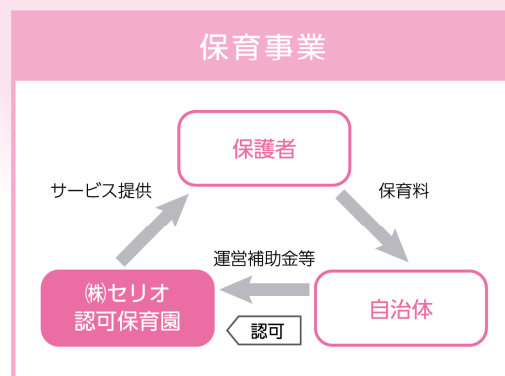 保育事業
保護者
サービス提供
保育料
運営補助金等
㈱セリオ
認可保育園
自治体
認可